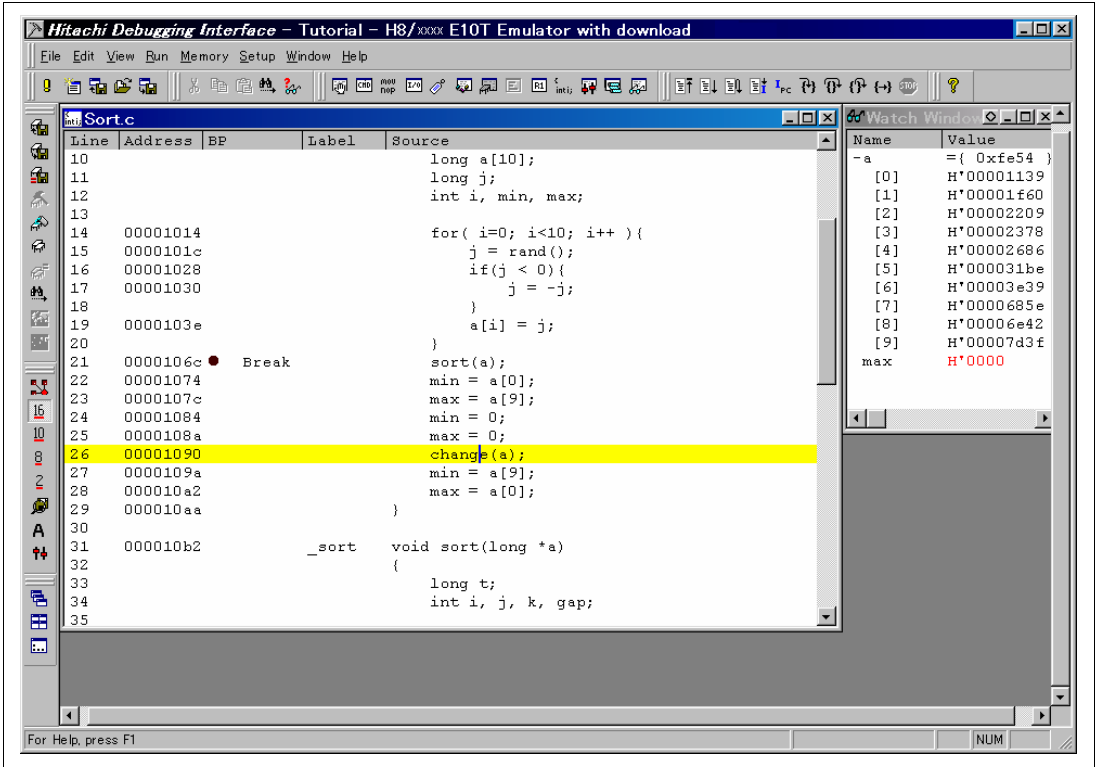 Hitachi Debugging Interface - Tutorial - H8/xxxx E10T Emulator with download
File Edit View Run Memory Setup Window Help
Sort.c
Line Address BP Label Source
10 long a[10];
11 long j;
12 int i, min, max;
13
14 00001014 for( i=0; i<10; i++ ){
15 0000101c j = rand();
16 00001028 if(j < 0){
17 00001030 j = -j;
18 }
19 0000103e a[i] = j;
20 }
21 0000106c Break sort(a);
22 00001074 min = a[0];
23 0000107c max = a[9];
24 00001084 min = 0;
25 0000108a max = 0;
26 00001090 change(a);
27 0000109a min = a[9];
28 000010a2 max = a[0];
29 000010aa }
30
31 000010b2 _sort void sort(long *a)
32 {
33 long t;
34 int i, j, k, gap;
35
Watch Window
Name Value
-a ={ 0xfe54 }
[0] H'00001139
[1] H'00001f60
[2] H'00002209
[3] H'00002378
[4] H'00002686
[5] H'000031be
[6] H'00003e39
[7] H'0000685e
[8] H'00006e42
[9] H'00007d3f
max H'0000
16
10
8
2
A
For Help, press F1
NUM